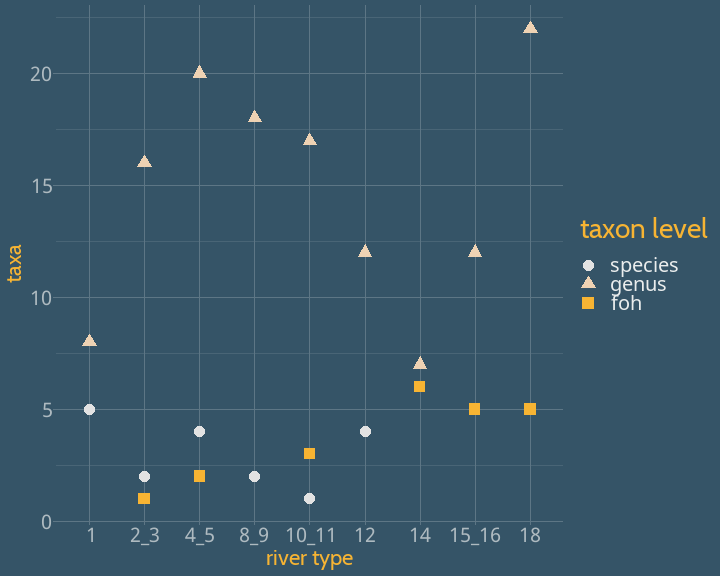 20
15
10
5
0
taxa
1 2_3 4_5 8_9 10_11 12 14 15_16 18
river type
taxon level
species
genus
foh